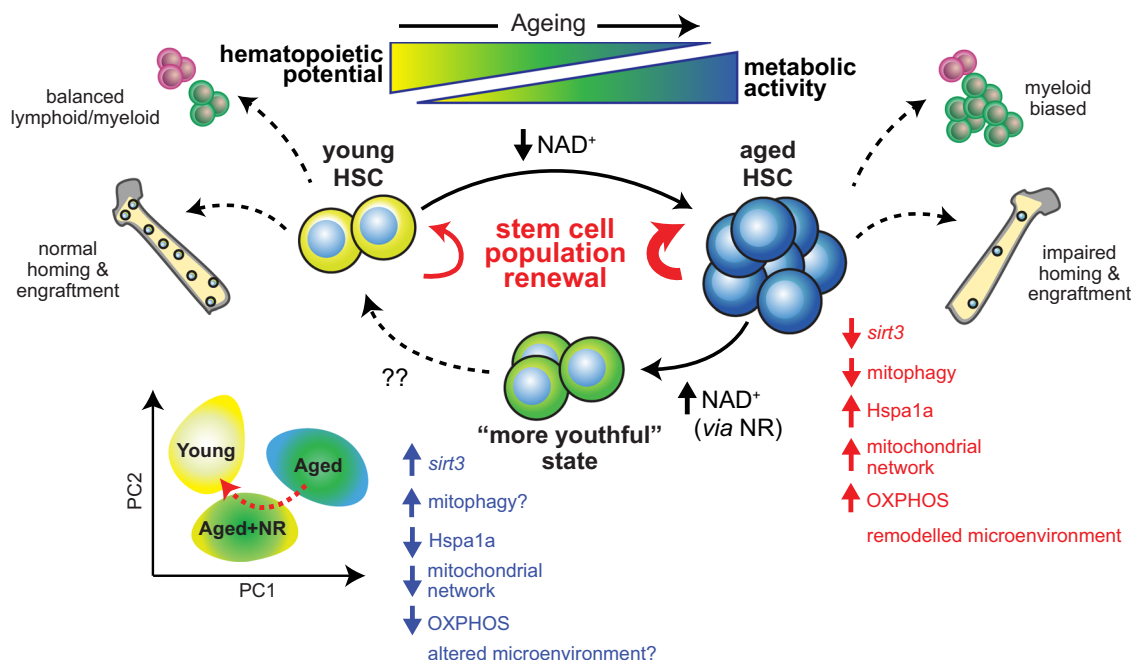 Ageing
hematopoietic
potential
metabolic
activity
balanced
lymphoid/myeloid
myeloid
biased
young
HSC
NAD⁺
aged
HSC
stem cell
population
renewal
normal
homing &
engraftment
impaired
homing &
engraftment
??
"more youthful"
state
NAD⁺
(via NR)
sirt3
mitophagy
Hspa1a
mitochondrial
network
OXPHOS
remodelled microenvironment
PC2
Young
Aged
Aged+NR
PC1
sirt3
mitophagy?
Hspa1a
mitochondrial
network
OXPHOS
altered microenvironment?